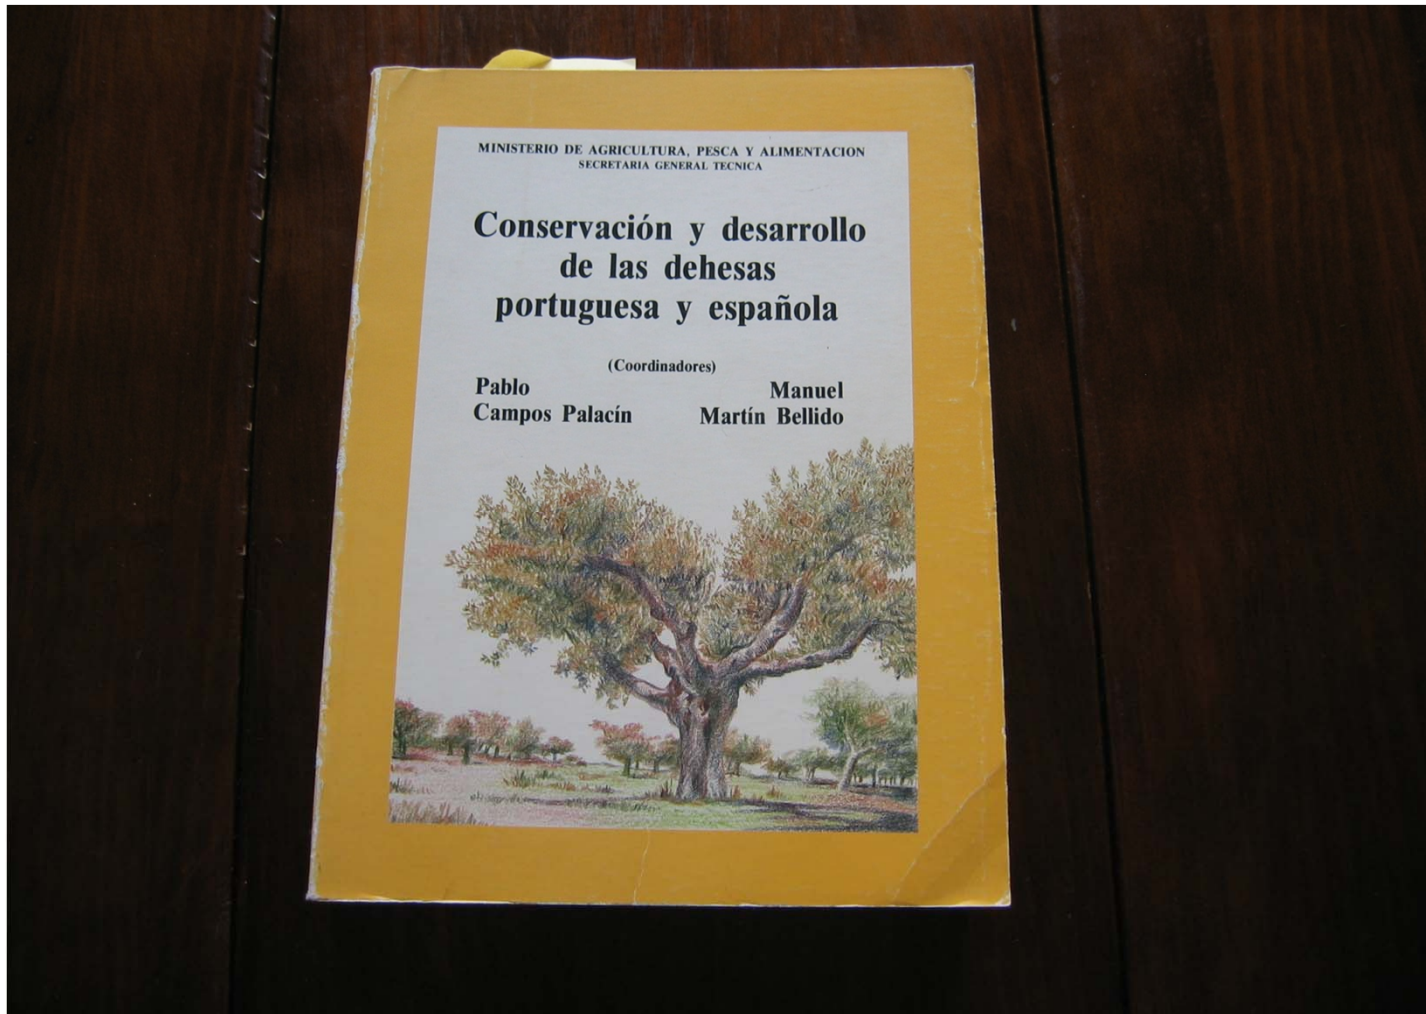 MINISTERIO DE AGRICULTURA, PESCA Y ALIMENTACION
SECRETARIA GENERAL TECNICA
Conservación y desarrollo
de las dehesas
portuguesa y española
(Coordinadores)
Pablo
Campos Palacín
Manuel
Martín Bellido